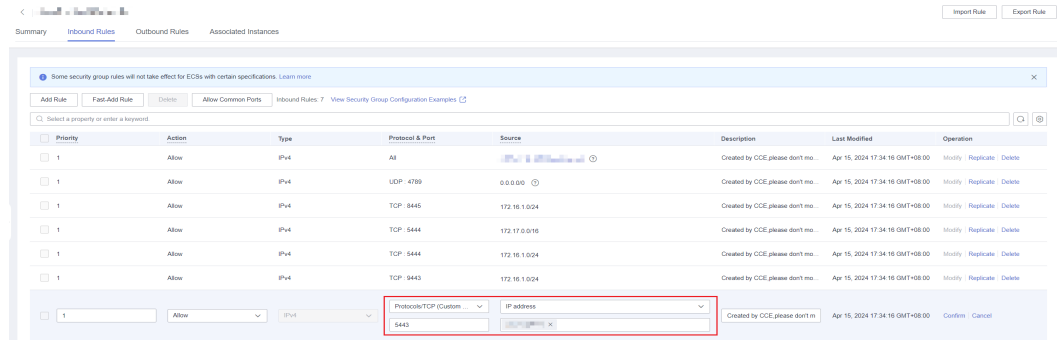 Import Rule Export Rule
Summary Inbound Rules Outbound Rules Associated Instances
Some security group rules will not take effect for ECSs with certain specifications. Learn more
Add Rule Fast-Add Rule Delete Allow Common Ports Inbound Rules: 7 View Security Group Configuration Examples
Select a property or enter a keyword.
Priority Action Type Protocol & Port Source Description Last Modified Operation
1 Allow IPv4 All Created by CCE,please don't mo... Apr 15, 2024 17:34:16 GMT+08:00 Modify Replicate Delete
1 Allow IPv4 UDP : 4789 0.0.0.0/0 Created by CCE,please don't mo... Apr 15, 2024 17:34:16 GMT+08:00 Modify Replicate Delete
1 Allow IPv4 TCP : 8445 172.16.1.0/24 Created by CCE,please don't mo... Apr 15, 2024 17:34:16 GMT+08:00 Modify Replicate Delete
1 Allow IPv4 TCP : 5444 172.17.0.0/16 Created by CCE,please don't mo... Apr 15, 2024 17:34:16 GMT+08:00 Modify Replicate Delete
1 Allow IPv4 TCP : 5444 172.16.1.0/24 Created by CCE,please don't mo... Apr 15, 2024 17:34:16 GMT+08:00 Modify Replicate Delete
1 Allow IPv4 TCP : 9443 172.16.1.0/24 Created by CCE,please don't mo... Apr 15, 2024 17:34:16 GMT+08:00 Modify Replicate Delete
Protocols/TCP (Custom ... IP address
1 Allow IPv4 Created by CCE,please don't m Apr 15, 2024 17:34:16 GMT+08:00 Confirm Cancel
5443